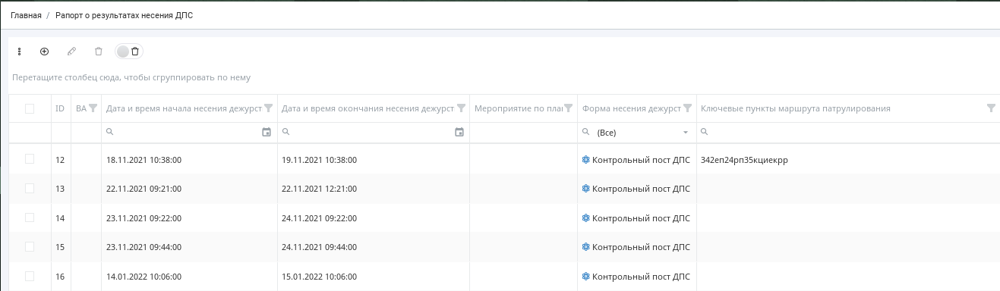 Главная / Рапорт о результатах несения ДПС
Перетащите столбец сюда, чтобы сгруппировать по нему
ID ВА Дата и время начала несения дежурст Дата и время окончания несения дежурст Мероприятие по план Форма несения дежурст Ключевые пункты маршрута патрулирования
(Все)
12 18.11.2021 10:38:00 19.11.2021 10:38:00 Контрольный пост ДПС 342еп24рп35кциекрр
13 22.11.2021 09:21:00 22.11.2021 12:21:00 Контрольный пост ДПС
14 23.11.2021 09:22:00 24.11.2021 09:22:00 Контрольный пост ДПС
15 23.11.2021 09:44:00 24.11.2021 09:44:00 Контрольный пост ДПС
16 14.01.2022 10:06:00 15.01.2022 10:06:00 Контрольный пост ДПС